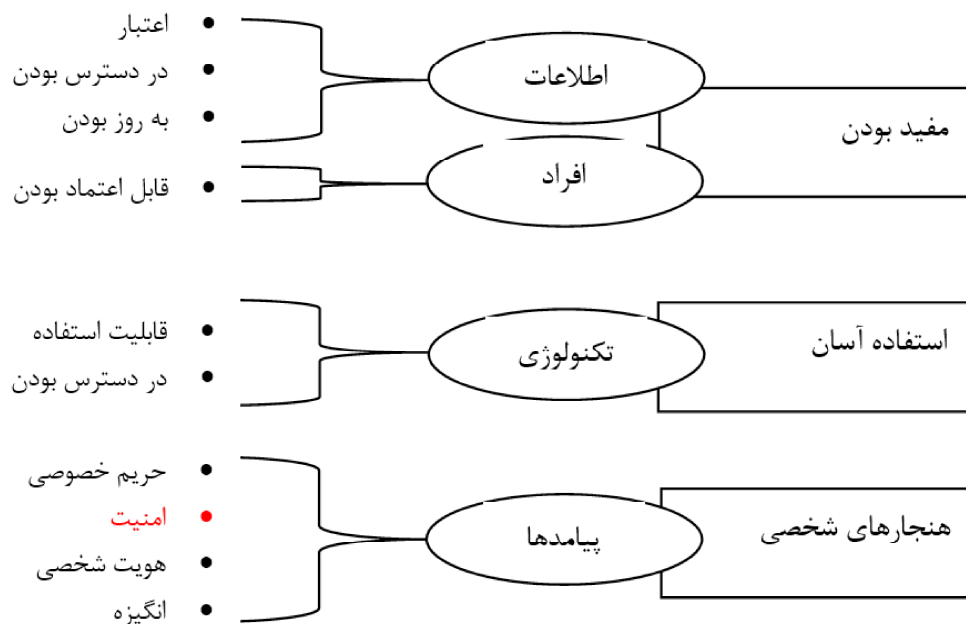 مفید بودن
اطلاعات
اعتبار
در دسترس بودن
به روز بودن
افراد
قابل اعتماد بودن
استفاده آسان
تکنولوژی
قابلیت استفاده
در دسترس بودن
هنجارهای شخصی
پیامدها
حریم خصوصی
امنیت
هویت شخصی
انگیزه